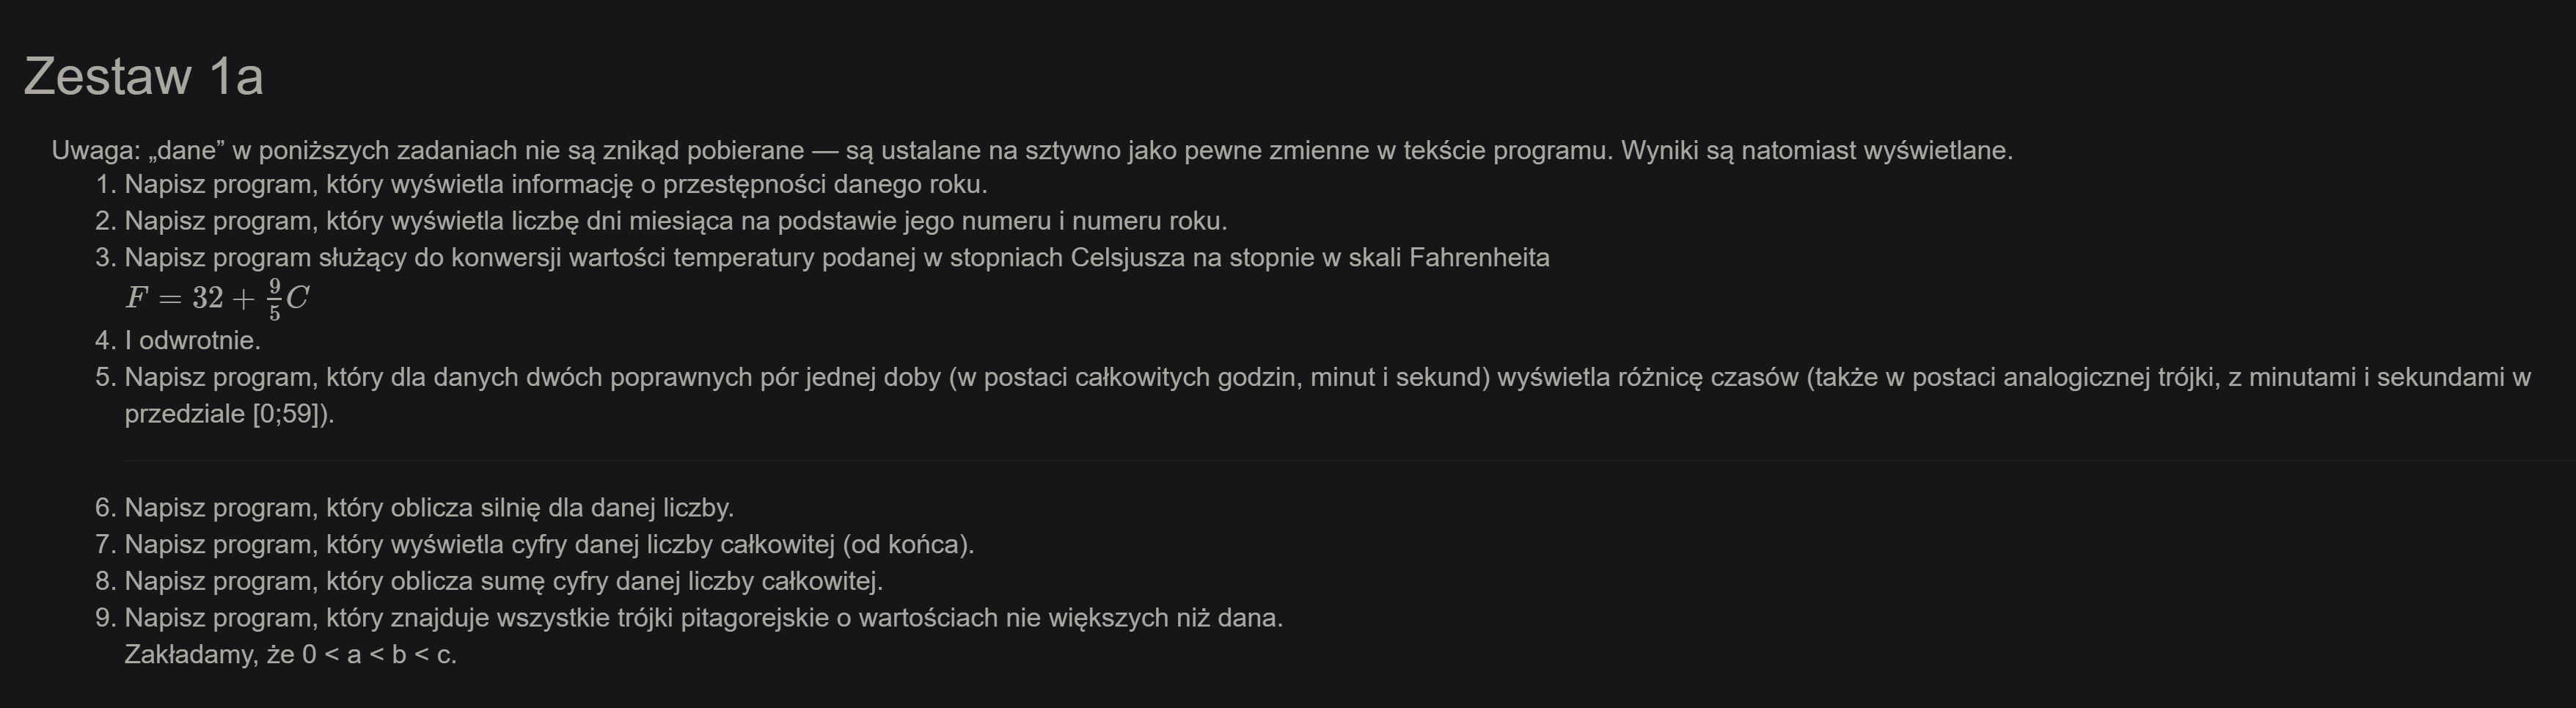 Zestaw 1a
Uwaga: „dane” w poniższych zadaniach nie są znikąd pobierane — są ustalane na sztywno jako pewne zmienne w tekście programu. Wyniki są natomiast wyświetlane.
1. Napisz program, który wyświetla informację o przestępności danego roku.
2. Napisz program, który wyświetla liczbę dni miesiąca na podstawie jego numeru i numeru roku.
3. Napisz program służący do konwersji wartości temperatury podanej w stopniach Celsjusza na stopnie w skali Fahrenheita
F = 32 + \frac{9}{5}C
4. I odwrotnie.
5. Napisz program, który dla danych dwóch poprawnych pór jednej doby (w postaci całkowitych godzin, minut i sekund) wyświetla różnicę czasów (także w postaci analogicznej trójki, z minutami i sekundami w
przedziale [0;59]).
6. Napisz program, który oblicza silnię dla danej liczby.
7. Napisz program, który wyświetla cyfry danej liczby całkowitej (od końca).
8. Napisz program, który oblicza sumę cyfry danej liczby całkowitej.
9. Napisz program, który znajduje wszystkie trójki pitagorejskie o wartościach nie większych niż dana.
Zakładamy, że 0 < a < b < c.